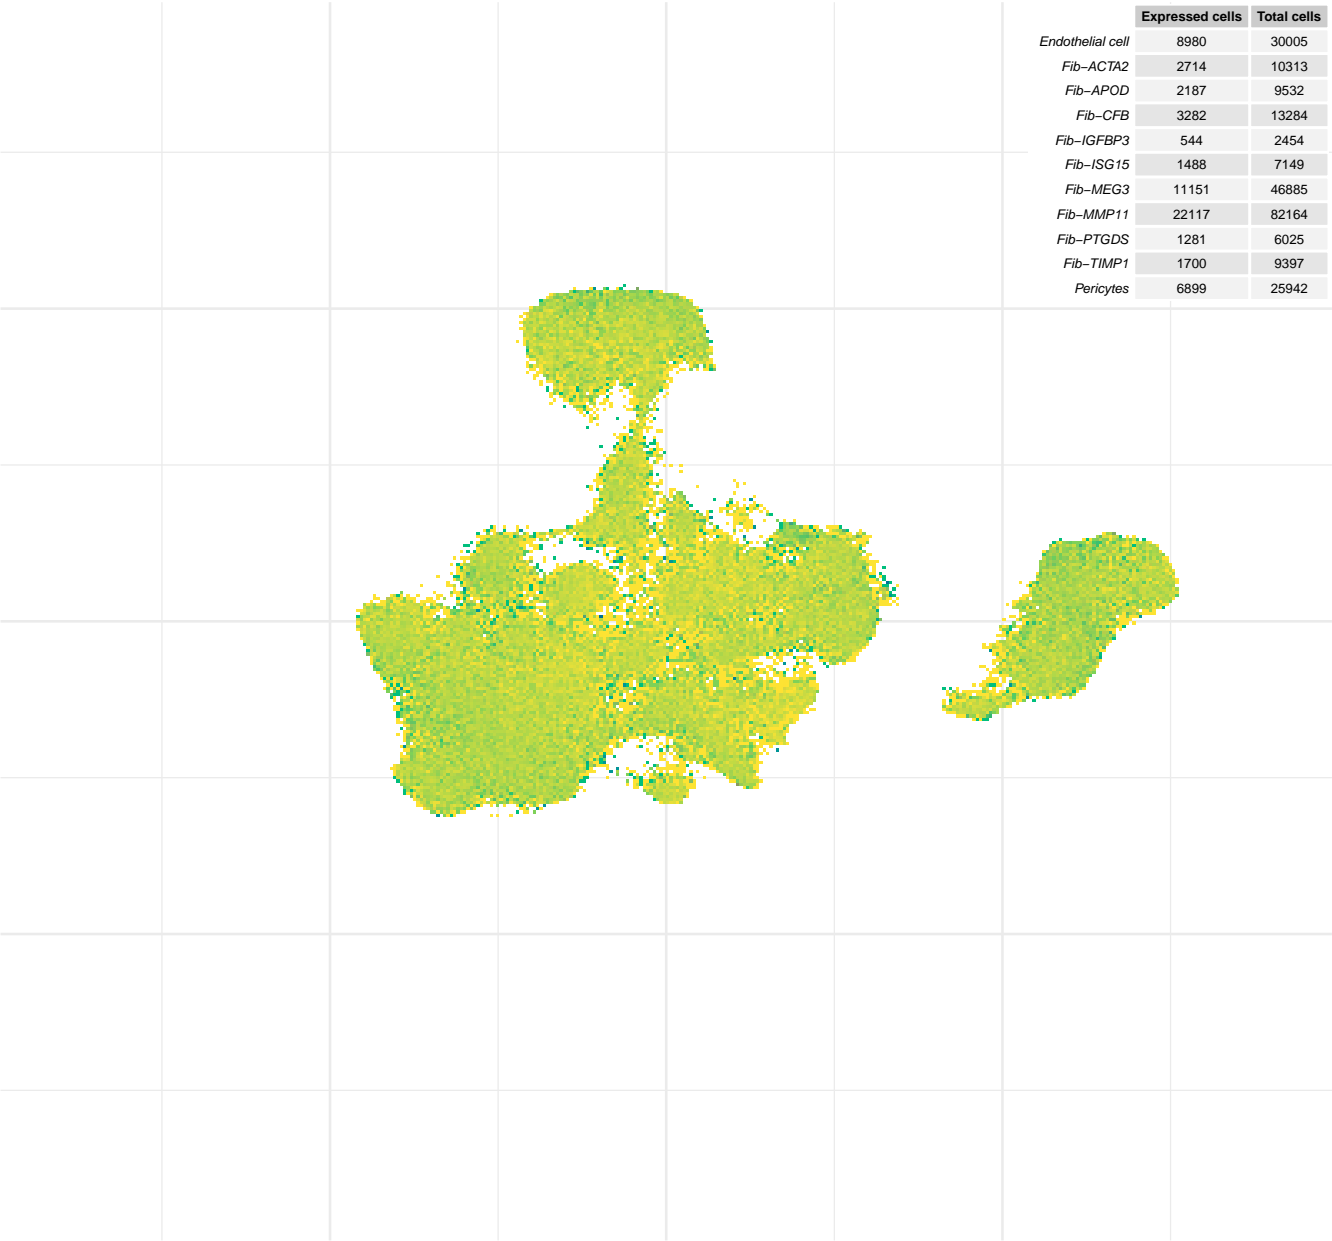 Expressed cells Total cells
Endothelial cell 8980 30005
Fib−ACTA2 2714 10313
Fib−APOD 2187 9532
Fib−CFB 3282 13284
Fib−IGFBP3 544 2454
Fib−ISG15 1488 7149
Fib−MEG3 11151 46885
Fib−MMP11 22117 82164
Fib−PTGDS 1281 6025
Fib−TIMP1 1700 9397
Pericytes 6899 25942